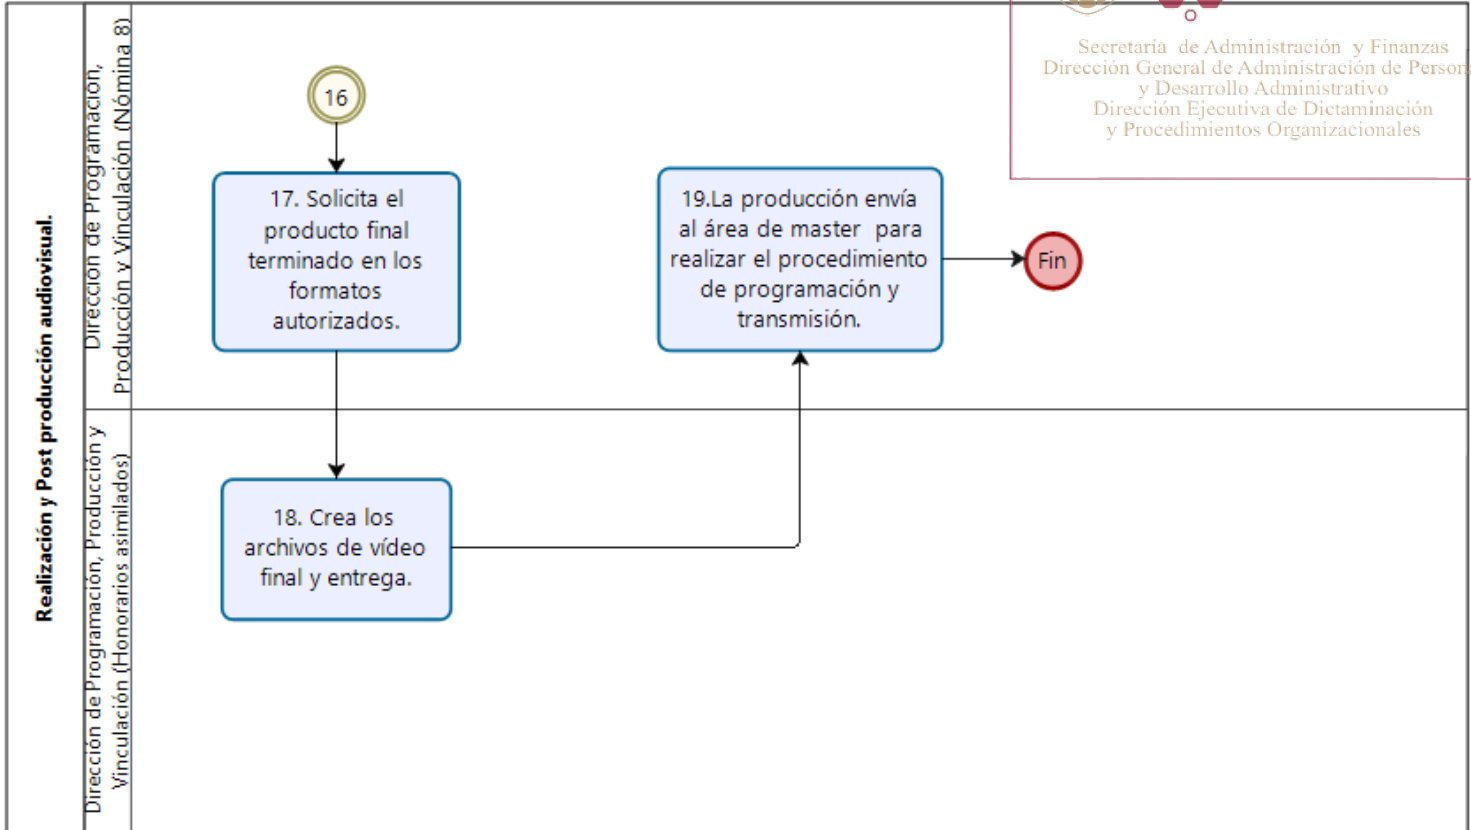 Secretaría de Administración y Finanzas
Dirección General de Administración de Person
y Desarrollo Administrativo
Dirección Ejecutiva de Dictaminación
y Procedimientos Organizacionales
Realización y Post producción audiovisual.
Dirección de Programación,
Producción y Vinculación (Nómina 8)
16
17. Solicita el
producto final
terminado en los
formatos
autorizados.
19.La producción envía
al área de master para
realizar el procedimiento
de programación y
transmisión.
Fin
Dirección de Programación, Producción y
Vinculación (Honorarios asimilados)
18. Crea los
archivos de vídeo
final y entrega.